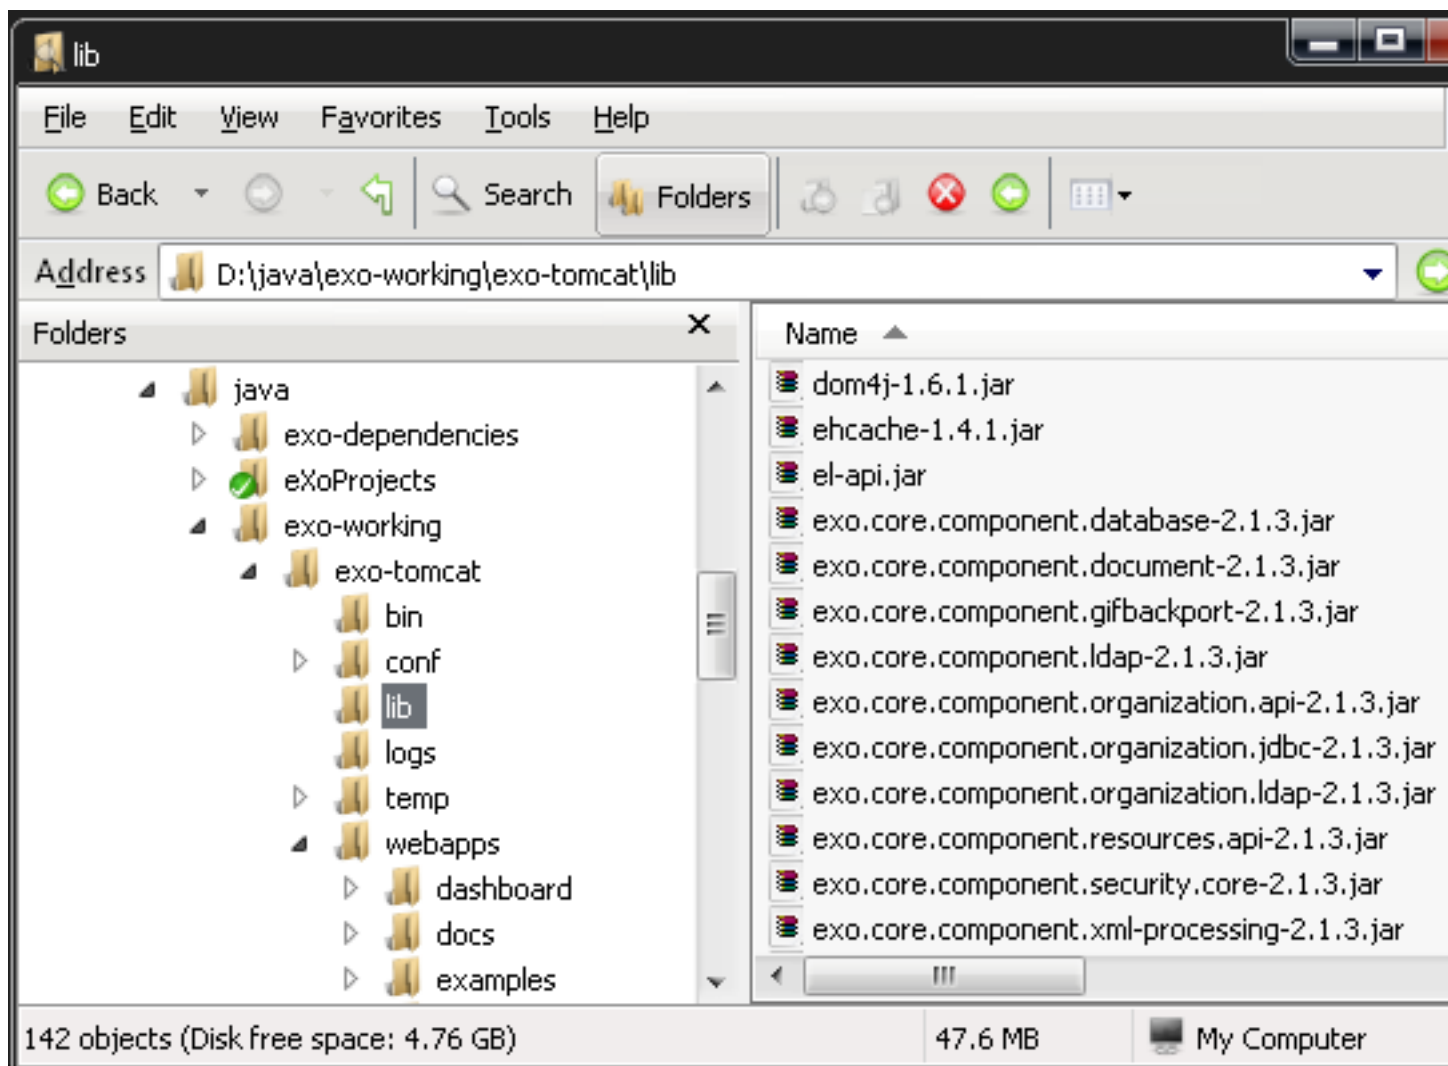 lib
File Edit View Favorites Tools Help
Back Search Folders
Address D:\java\exo-working\exo-tomcat\lib
Folders
java
exo-dependencies
eXoProjects
exo-working
exo-tomcat
bin
conf
lib
logs
temp
webapps
dashboard
docs
examples
Name
dom4j-1.6.1.jar
ehcache-1.4.1.jar
el-api.jar
exo.core.component.database-2.1.3.jar
exo.core.component.document-2.1.3.jar
exo.core.component.gifbackport-2.1.3.jar
exo.core.component.ldap-2.1.3.jar
exo.core.component.organization.api-2.1.3.jar
exo.core.component.organization.jdbc-2.1.3.jar
exo.core.component.organization.ldap-2.1.3.jar
exo.core.component.resources.api-2.1.3.jar
exo.core.component.security.core-2.1.3.jar
exo.core.component.xml-processing-2.1.3.jar
142 objects (Disk free space: 4.76 GB) 47.6 MB My Computer